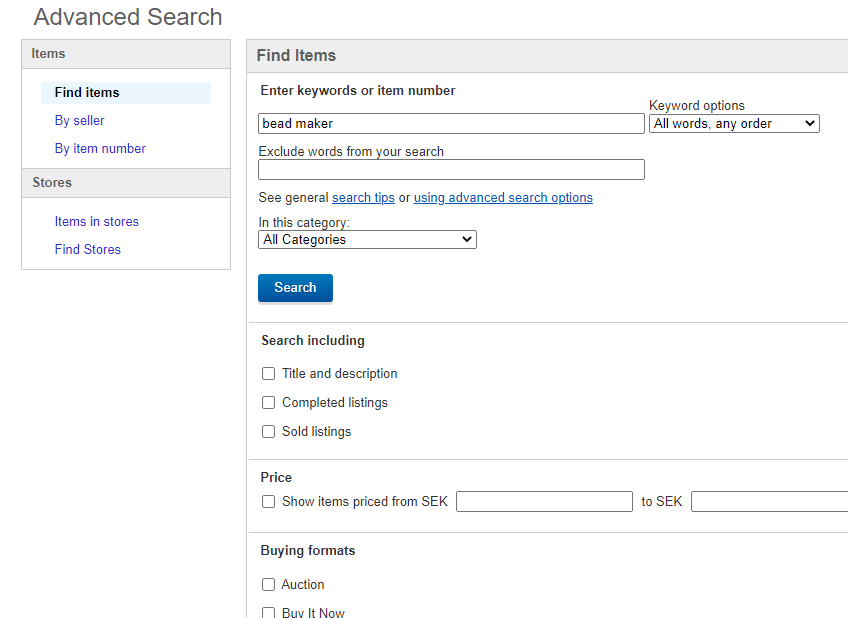 Advanced Search
Items
Find items
By seller
By item number
Stores
Items in stores
Find Stores
Find Items
Enter keywords or item number
Keyword options
bead maker
All words, any order
Exclude words from your search
See general search tips or using advanced search options
In this category:
All Categories
Search
Search including
Title and description
Completed listings
Sold listings
Price
Show items priced from SEK to SEK
Buying formats
Auction
Buy It Now